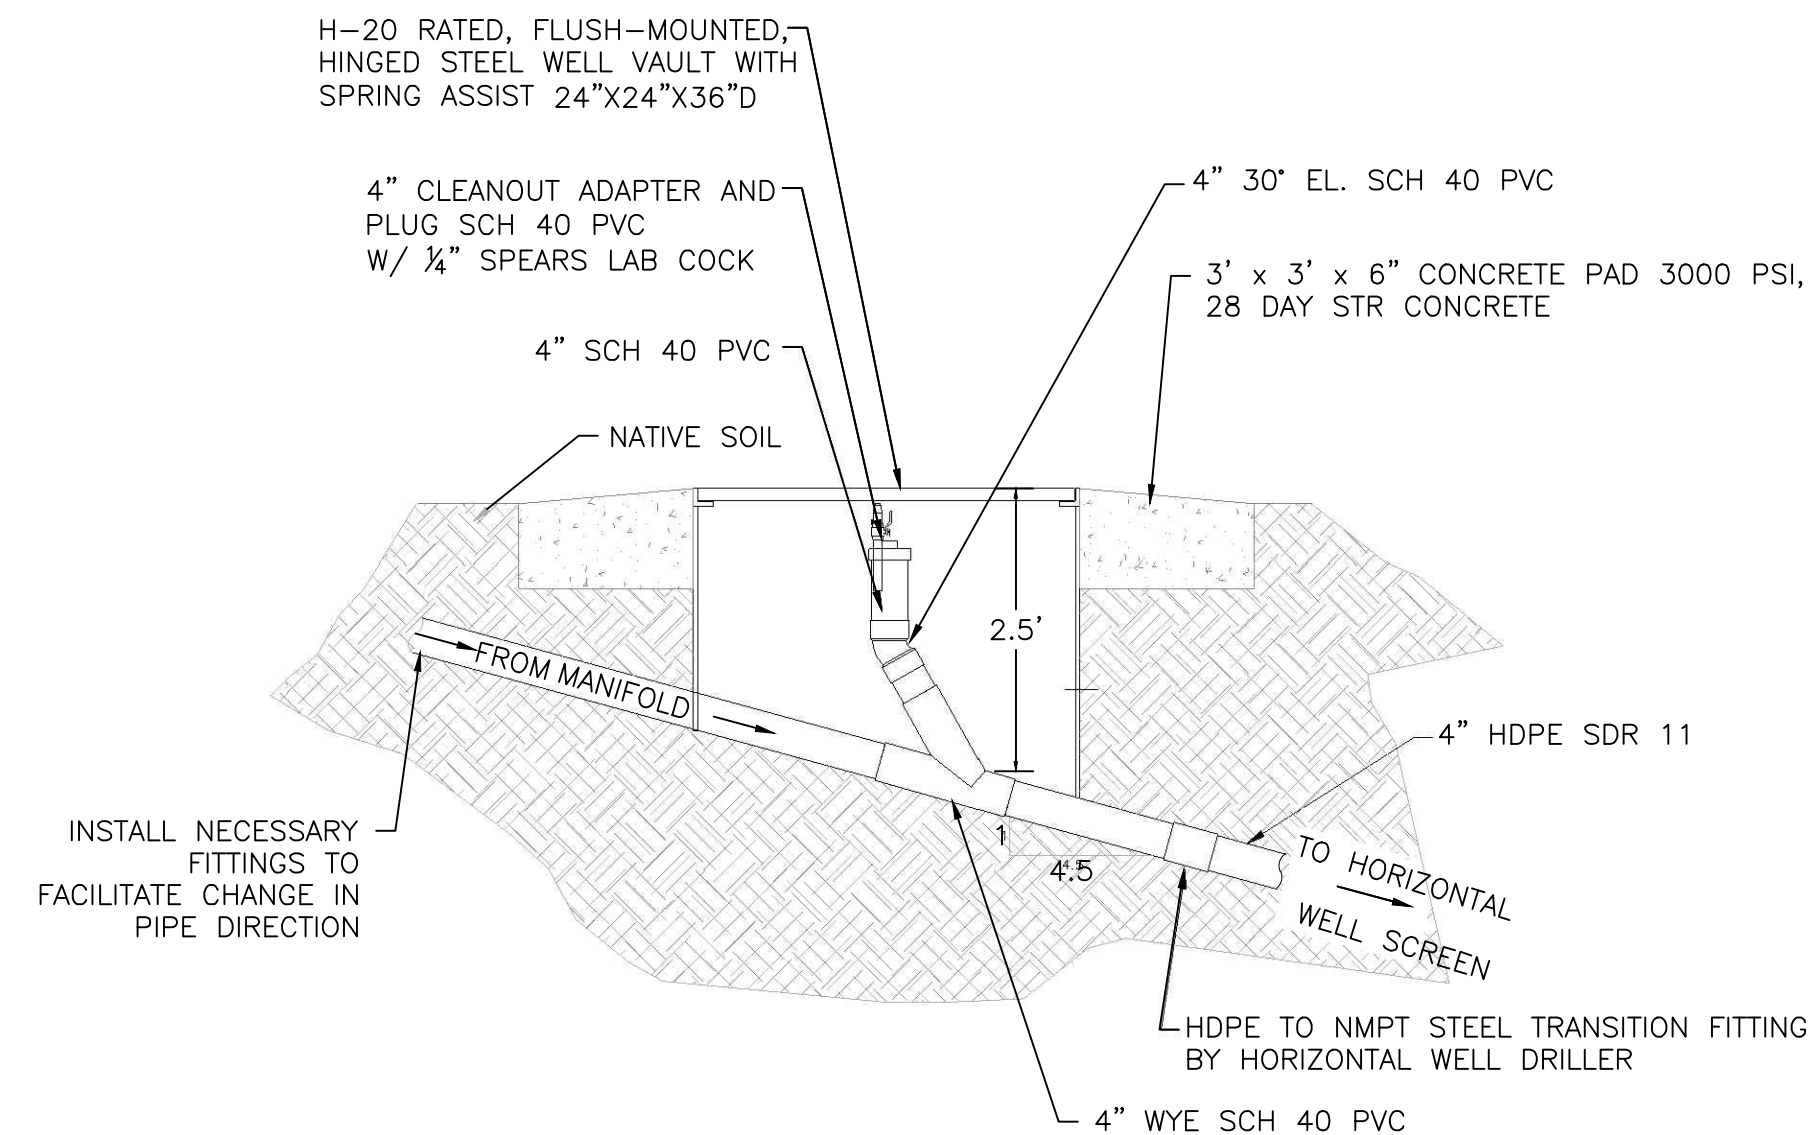 H-20 RATED, FLUSH-MOUNTED,
HINGED STEEL WELL VAULT WITH
SPRING ASSIST 24"X24"X36"D
4" CLEANOUT ADAPTER AND
PLUG SCH 40 PVC
W/ ¼" SPEARS LAB COCK
4" 30° EL. SCH 40 PVC
3' x 3' x 6" CONCRETE PAD 3000 PSI,
28 DAY STR CONCRETE
4" SCH 40 PVC
NATIVE SOIL
2.5'
FROM MANIFOLD
4" HDPE SDR 11
INSTALL NECESSARY
FITTINGS TO
FACILITATE CHANGE IN
PIPE DIRECTION
1
4.5
4.5
TO HORIZONTAL
WELL SCREEN
HDPE TO NMPT STEEL TRANSITION FITTING
BY HORIZONTAL WELL DRILLER
4" WYE SCH 40 PVC